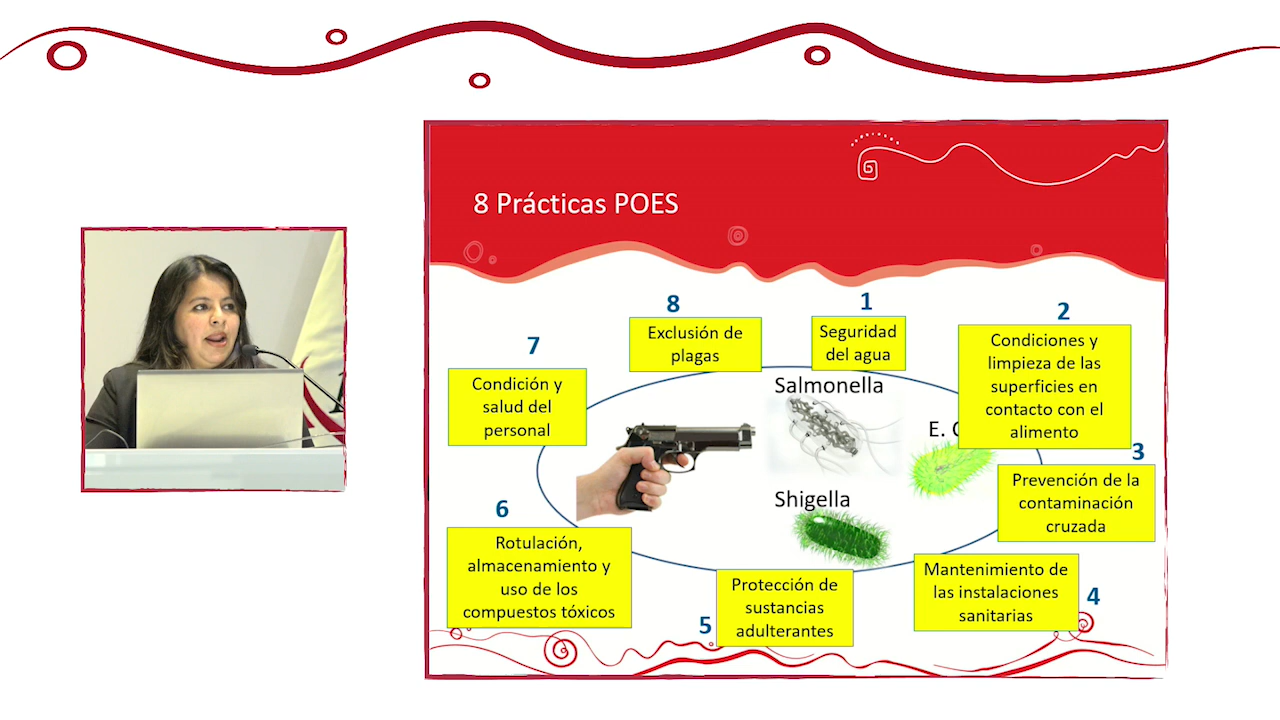 8 Prácticas POES
8
Exclusión de
plagas
1
Seguridad
del agua
2
Condiciones y
limpieza de las
superficies en
contacto con el
alimento
7
Condición y
salud del
personal
Salmonella
E.
3
Prevención de la
contaminación
cruzada
Shigella
6
Rotulación,
almacenamiento y
uso de los
compuestos tóxicos
5
Protección de
sustancias
adulterantes
Mantenimiento de
las instalaciones
sanitarias
4